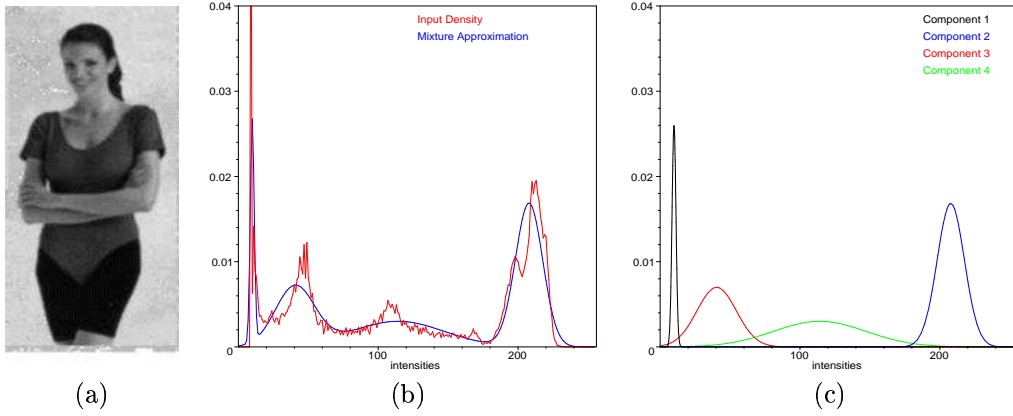 0.04
0.03
0.02
0.01
0
100
200
intensities
Input Density
Mixture Approximation
0.04
0.03
0.02
0.01
0
100
200
intensities
Component 1
Component 2
Component 3
Component 4
(a)
(b)
(c)